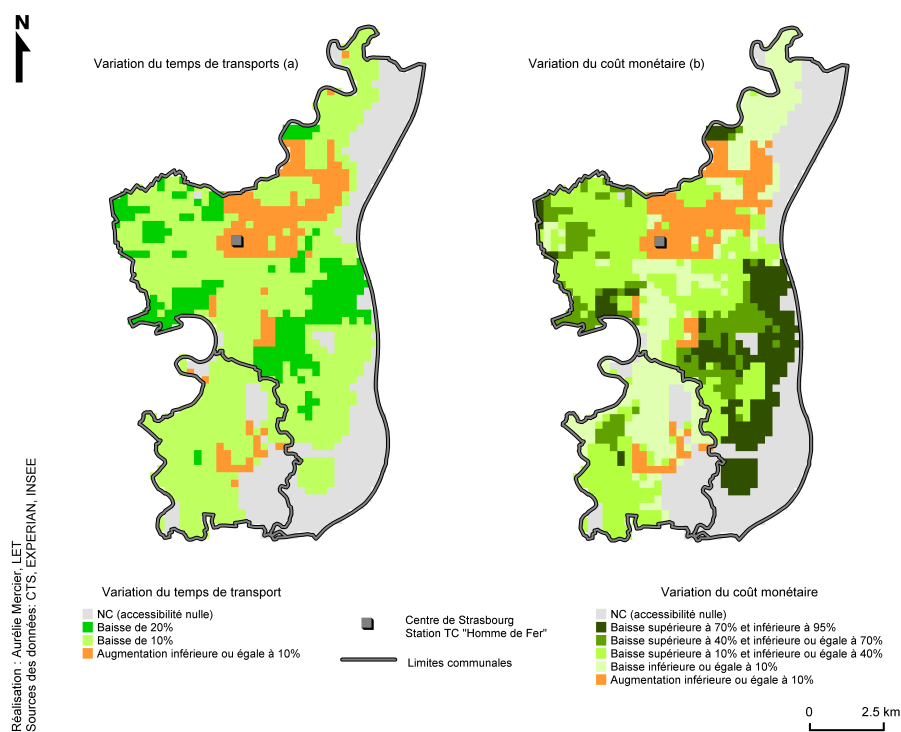 N
Variation du temps de transports (a)
Variation du coût monétaire (b)
Réalisation : Aurélie Mercier, LET
Sources des données: CTS, EXPERIAN, INSEE
Variation du temps de transport
NC (accessibilité nulle)
Baisse de 20%
Baisse de 10%
Augmentation inférieure ou égale à 10%
Centre de Strasbourg
Station TC "Homme de Fer"
Limites communales
Variation du coût monétaire
NC (accessibilité nulle)
Baisse supérieure à 70% et inférieure à 95%
Baisse supérieure à 40% et inférieure ou égale à 70%
Baisse supérieure à 10% et inférieure ou égale à 40%
Baisse inférieure ou égale à 10%
Augmentation inférieure ou égale à 10%
0 2.5 km